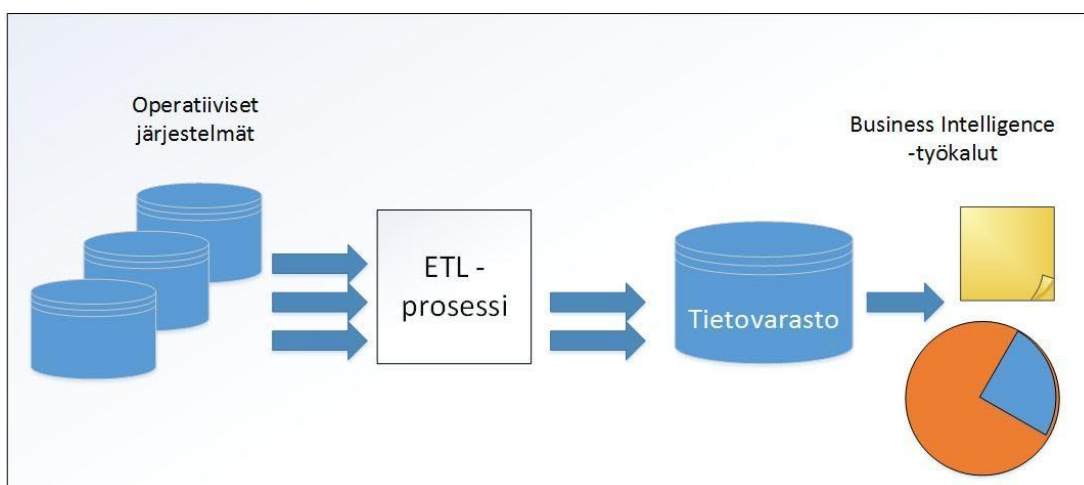 Operatiiviset
järjestelmät
Business Intelligence
-työkalut
ETL -
prosessi
Tietovarasto